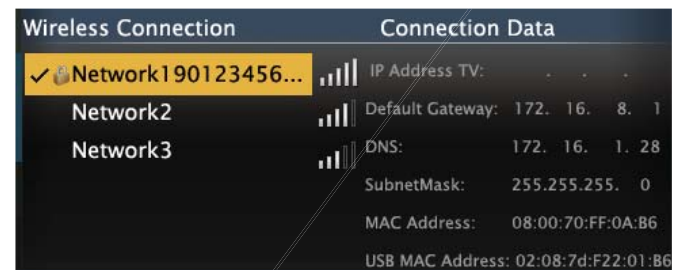 Wireless Connection
Connection Data
✓ Network190123456...
Network2
Network3
IP Address TV: . . .
Default Gateway: 172. 16. 8. 1
DNS: 172. 16. 1. 28
SubnetMask: 255.255.255. 0
MAC Address: 08:00:70:FF:0A:B6
USB MAC Address: 02:08:7d:F22:01:B6